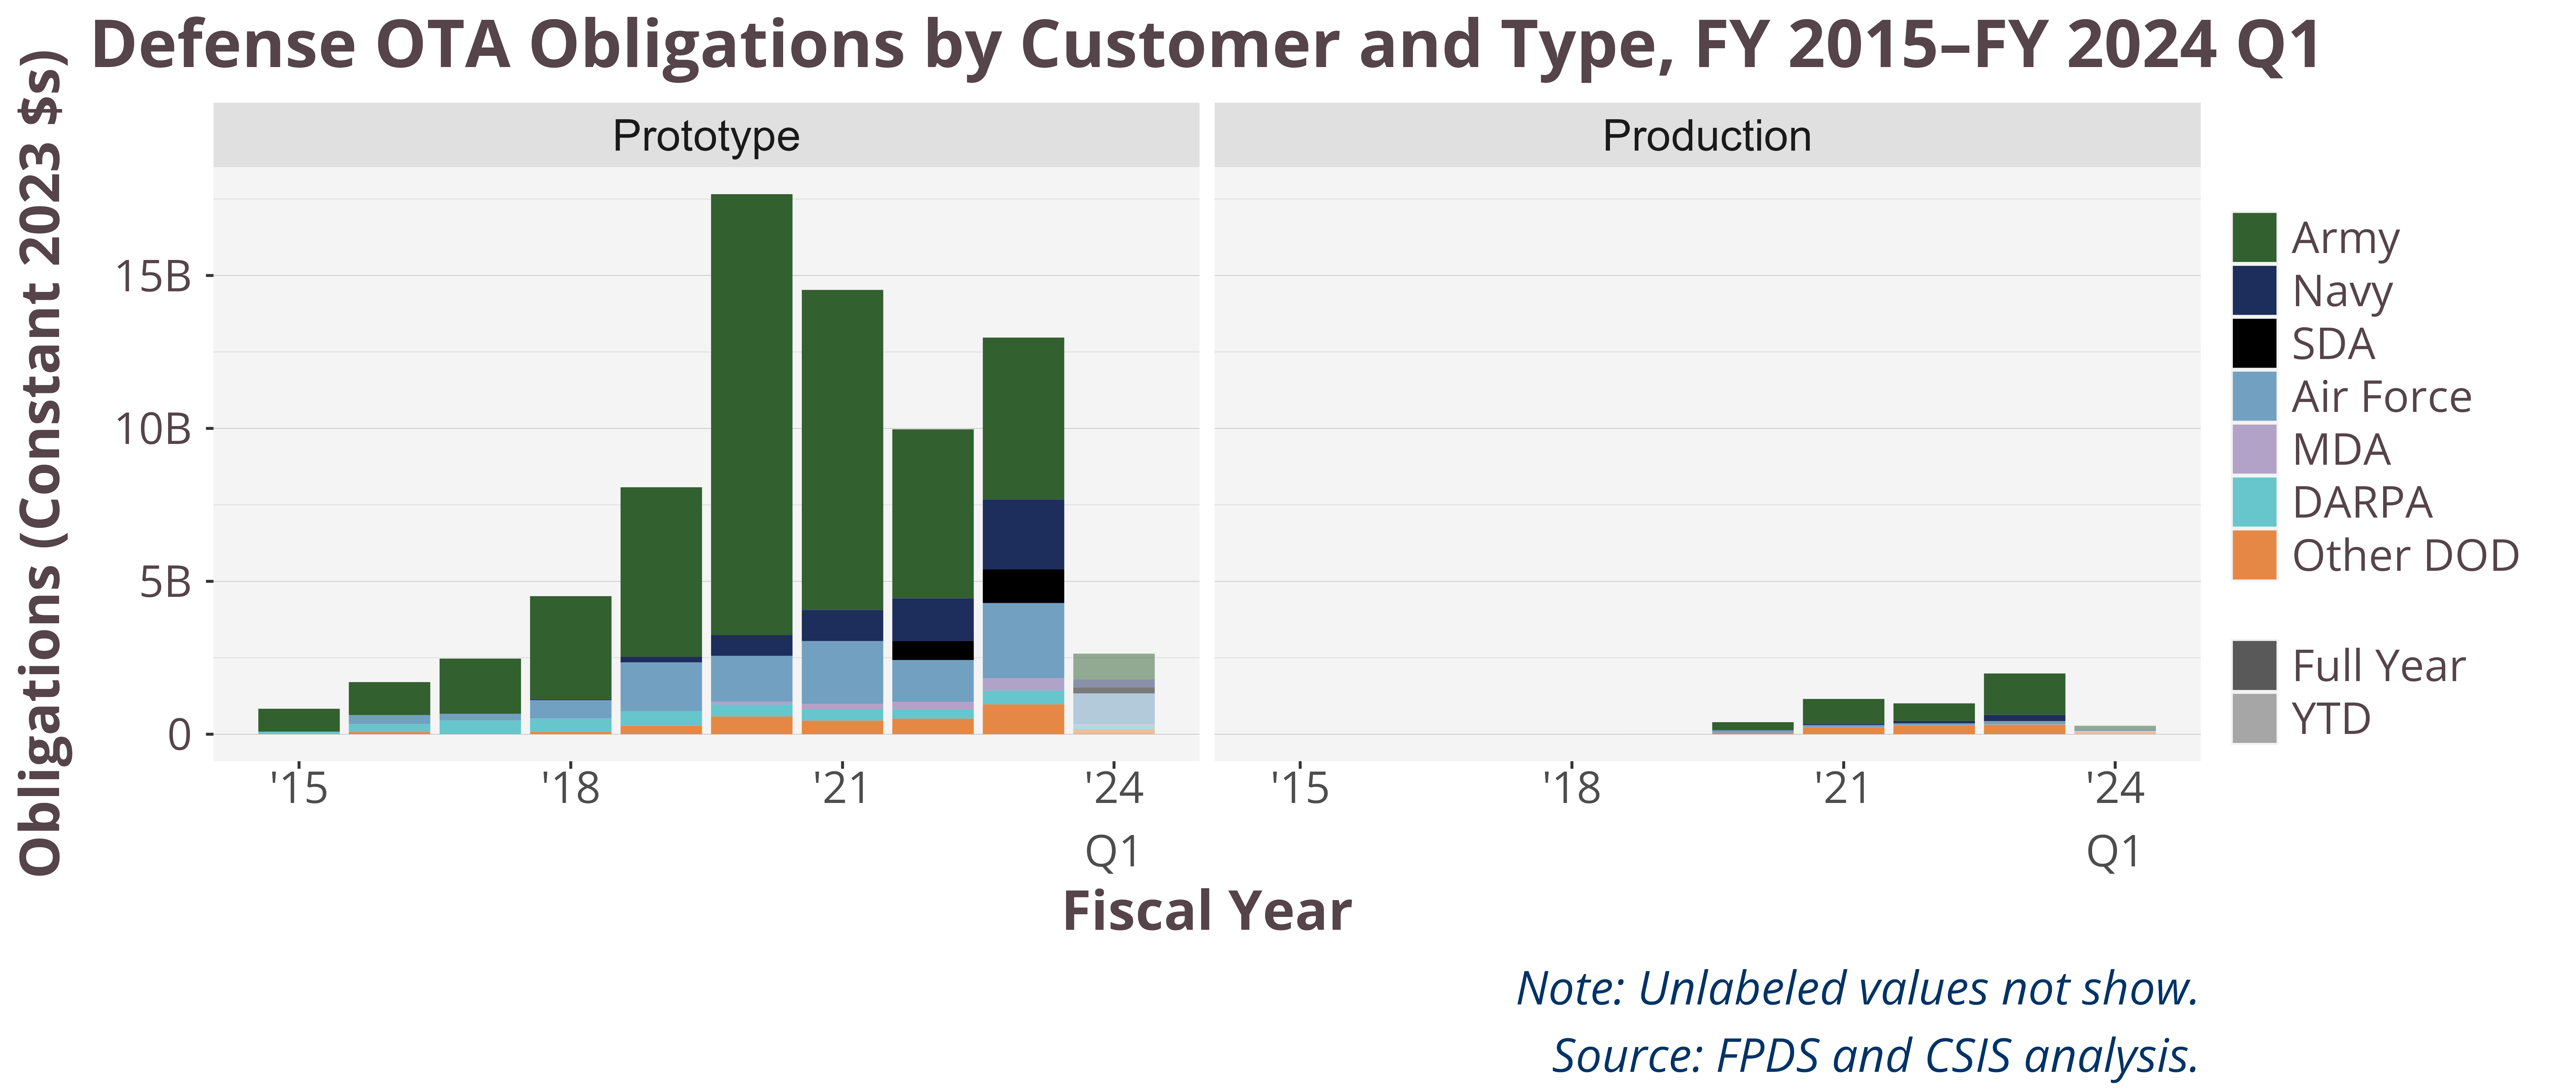 Defense OTA Obligations by Customer and Type, FY 2015–FY 2024 Q1
Obligations (Constant 2023 $s)
Prototype
Production
15B
10B
5B
0
'15
'18
'21
'24
Q1
'15
'18
'21
'24
Q1
Fiscal Year
Army
Navy
SDA
Air Force
MDA
DARPA
Other DOD
Full Year
YTD
Note: Unlabeled values not show.
Source: FPDS and CSIS analysis.